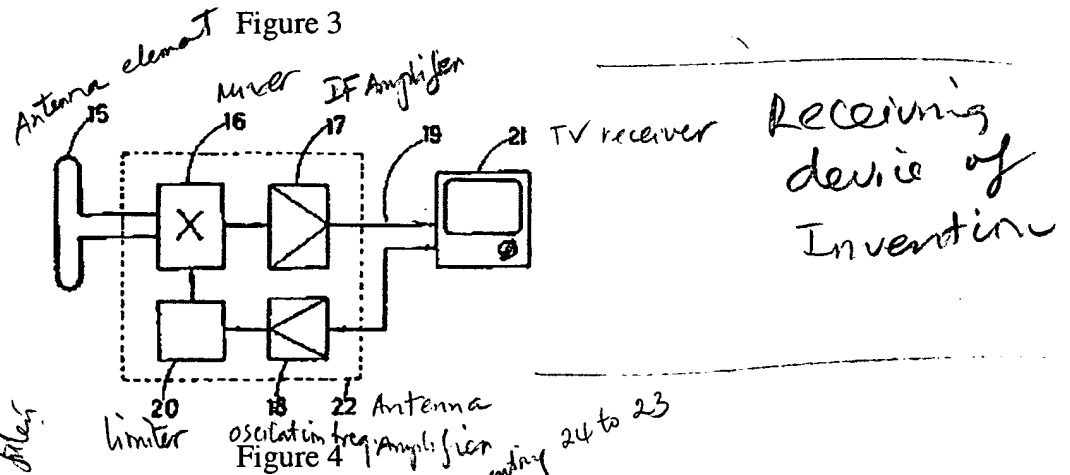 Figure 3
Antenna element
Mixer
IF Amplifier
15
16
17
19
21
TV receiver
Receiving
device of
Invention
X
20
18
22
Antenna
limiter
oscilation freq. Amplifier
24 to 23
Figure 4